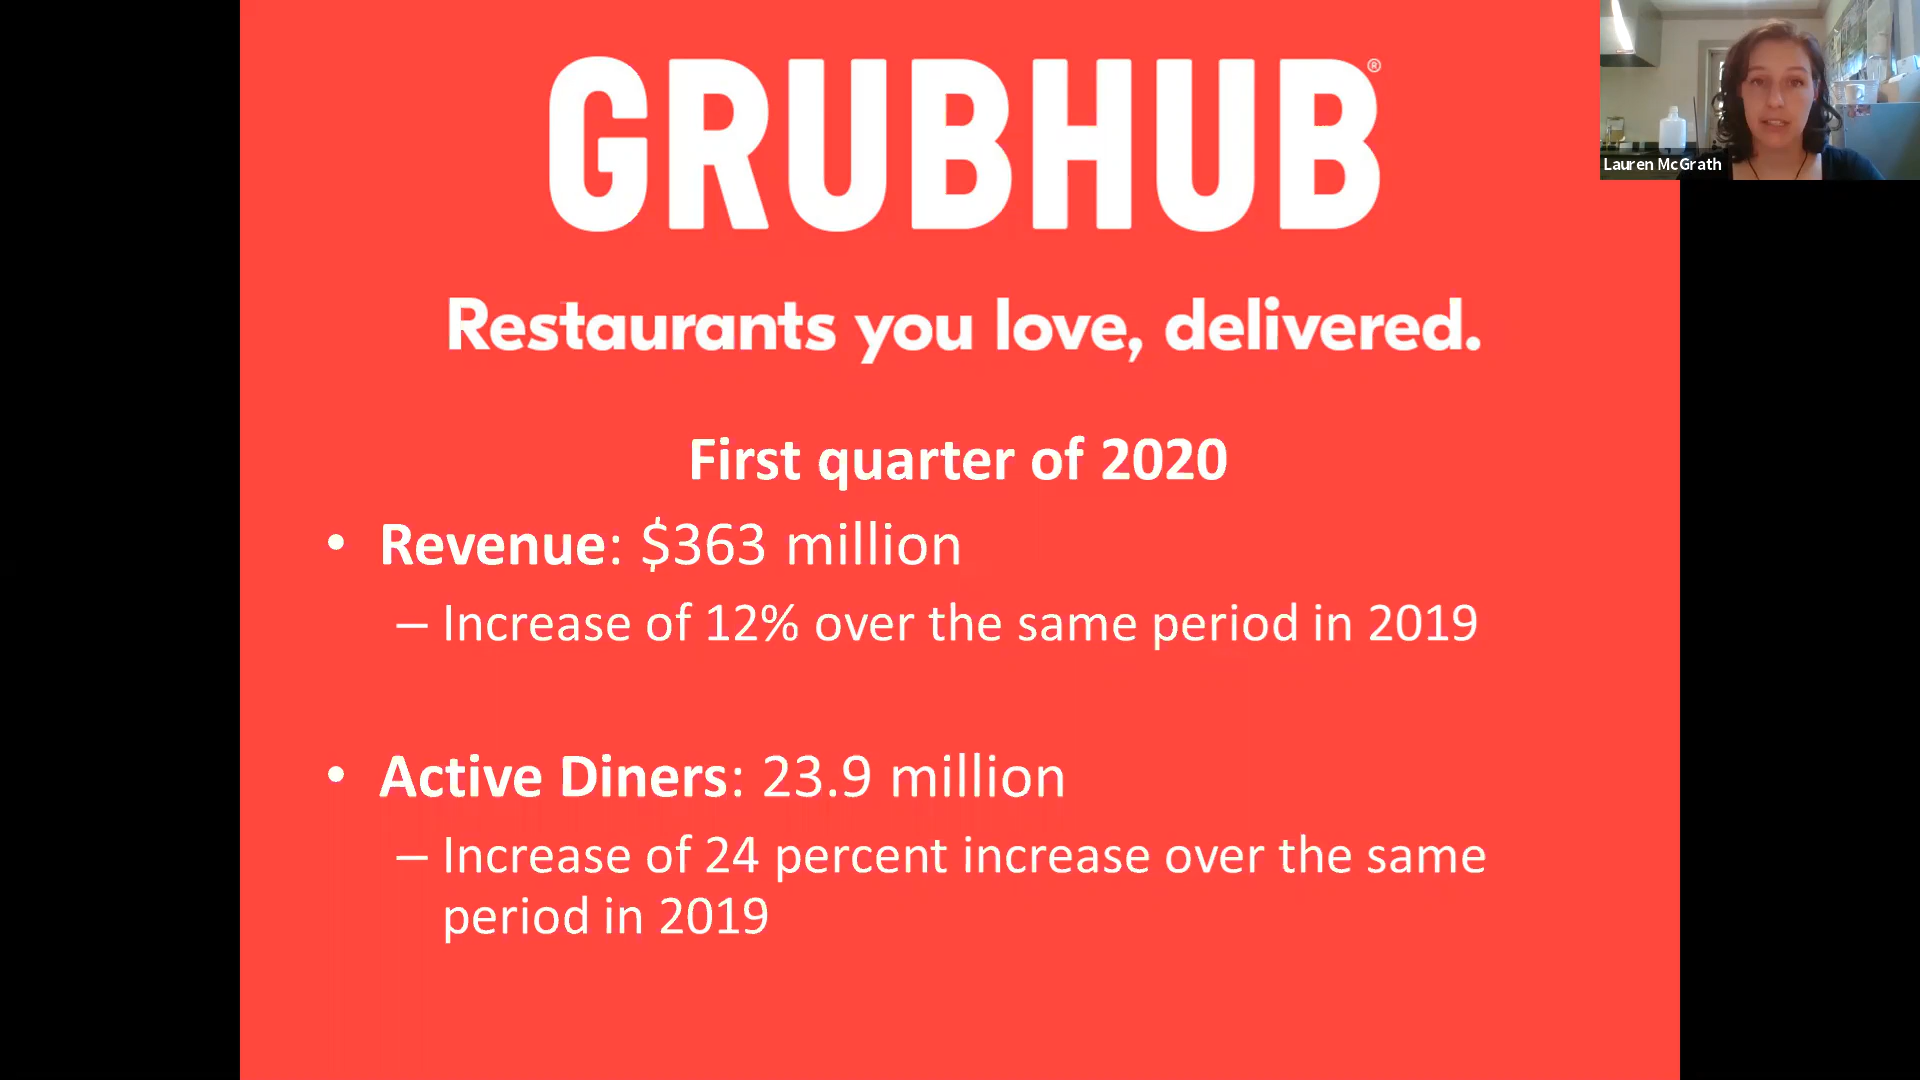 GRUBHUB®
Lauren McGrath
Restaurants you love, delivered.
First quarter of 2020
• Revenue: $363 million
– Increase of 12% over the same period in 2019
• Active Diners: 23.9 million
– Increase of 24 percent increase over the same
period in 2019